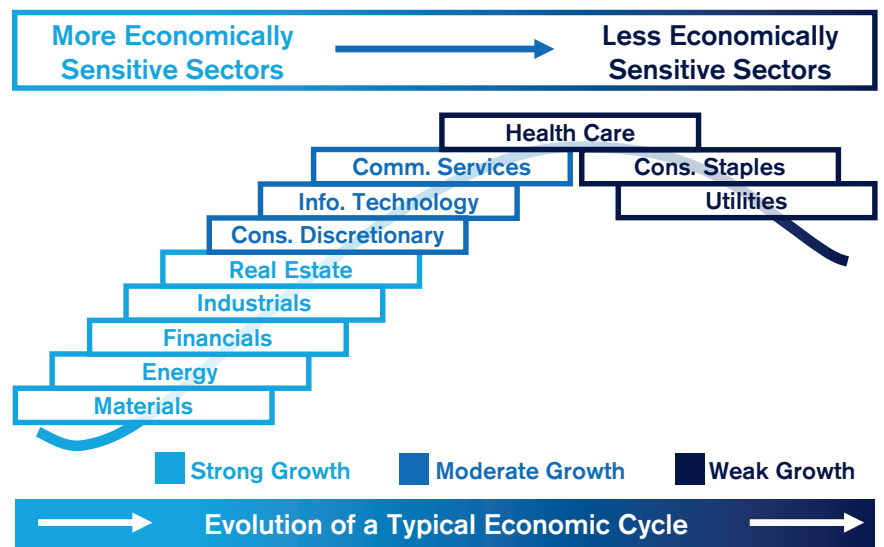 More Economically
Sensitive Sectors
Less Economically
Sensitive Sectors
Health Care
Comm. Services
Cons. Staples
Info. Technology
Utilities
Cons. Discretionary
Real Estate
Industrials
Financials
Energy
Materials
Strong Growth
Moderate Growth
Weak Growth
Evolution of a Typical Economic Cycle